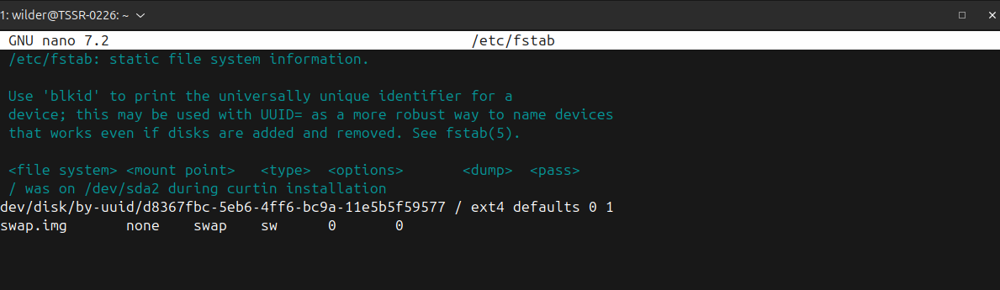 1: wilder@TSSR-0226: ~
GNU nano 7.2 /etc/fstab
/etc/fstab: static file system information.
Use 'blkid' to print the universally unique identifier for a
device; this may be used with UUID= as a more robust way to name devices
that works even if disks are added and removed. See fstab(5).
<file system> <mount point> <type> <options> <dump> <pass>
/ was on /dev/sda2 during curtin installation
dev/disk/by-uuid/d8367fbc-5eb6-4ff6-bc9a-11e5b5f59577 / ext4 defaults 0 1
swap.img none swap sw 0 0